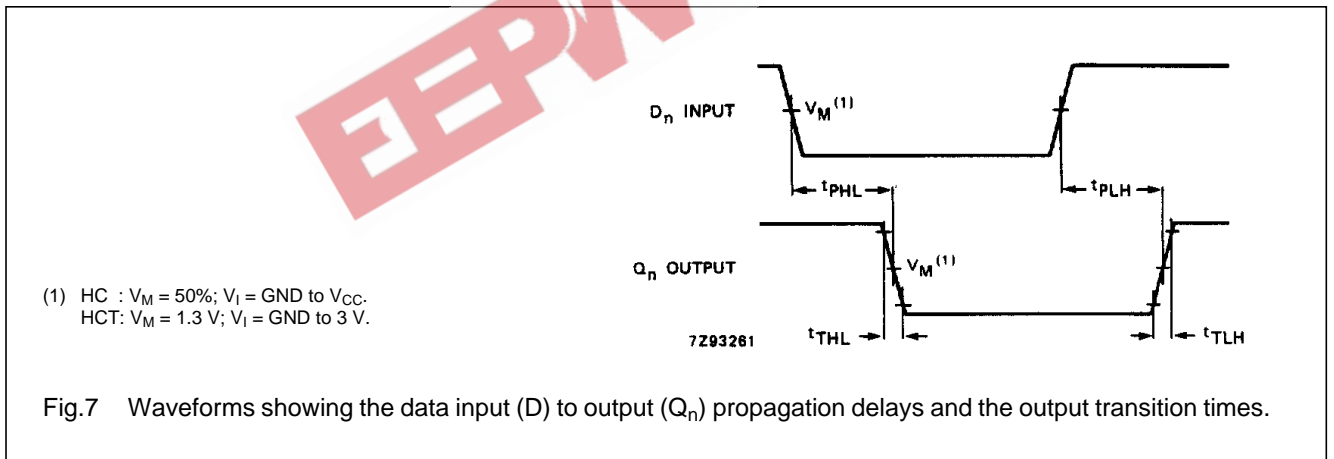 EEPW
Dn INPUT
VM(1)
tPHL
tPLH
Qn OUTPUT
VM(1)
(1) HC : VM = 50%; VI = GND to VCC.
HCT: VM = 1.3 V; VI = GND to 3 V.
7Z93261
tTHL
tTLH
Fig.7 Waveforms showing the data input (D) to output (Qn) propagation delays and the output transition times.